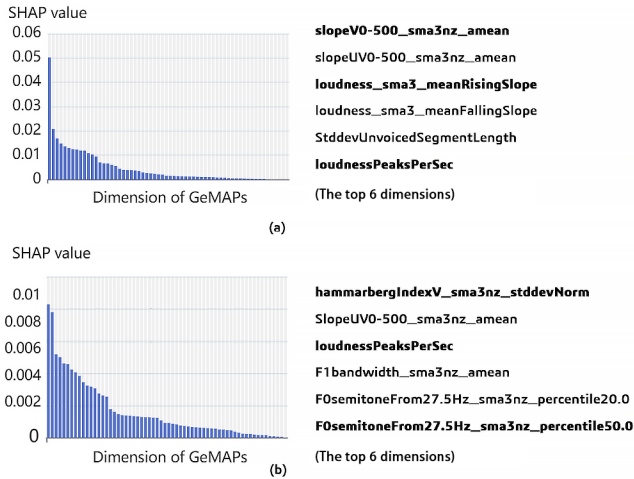 SHAP value
0.06
0.05
0.04
0.03
0.02
0.01
0
Dimension of GeMAPs
slopeV0-500_sma3nz_amean
slopeUV0-500_sma3nz_amean
loudness_sma3_meanRisingSlope
loudness_sma3_meanFallingSlope
StddevUnvoicedSegmentLength
loudnessPeaksPerSec
(The top 6 dimensions)
(a)
SHAP value
0.01
0.008
0.006
0.004
0.002
0
Dimension of GeMAPs
hammarbergIndexV_sma3nz_stddevNorm
SlopeUV0-500_sma3nz_amean
loudnessPeaksPerSec
F1bandwidth_sma3nz_amean
F0semitoneFrom27.5Hz_sma3nz_percentile20.0
F0semitoneFrom27.5Hz_sma3nz_percentile50.0
(The top 6 dimensions)
(b)